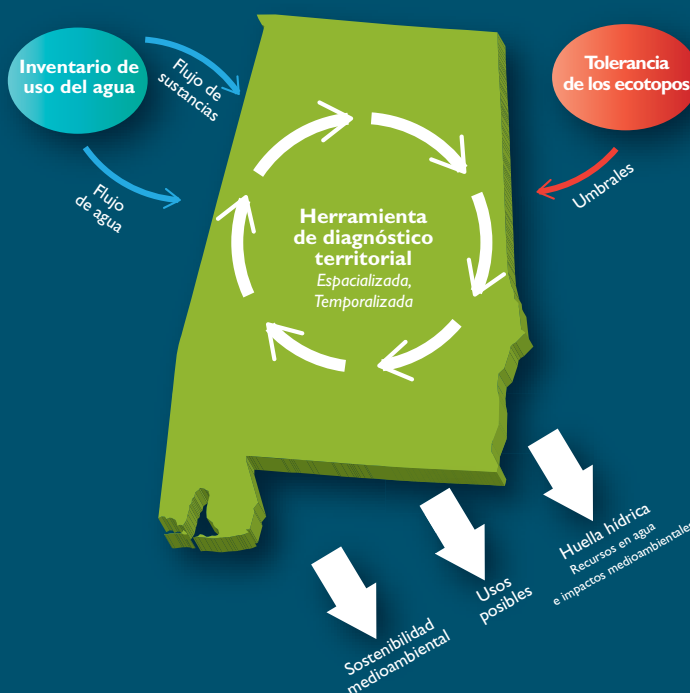 Inventario de
uso del agua
Flujo de
sustancias
Flujo
de agua
Tolerancia
de los ecotopos
Umbrales
Herramienta
de diagnóstico
territorial
Espacializada,
Temporalizada
Sostenibilidad
medioambiental
Usos
posibles
Huella hídrica
Recursos en agua
e impactos medioambientales